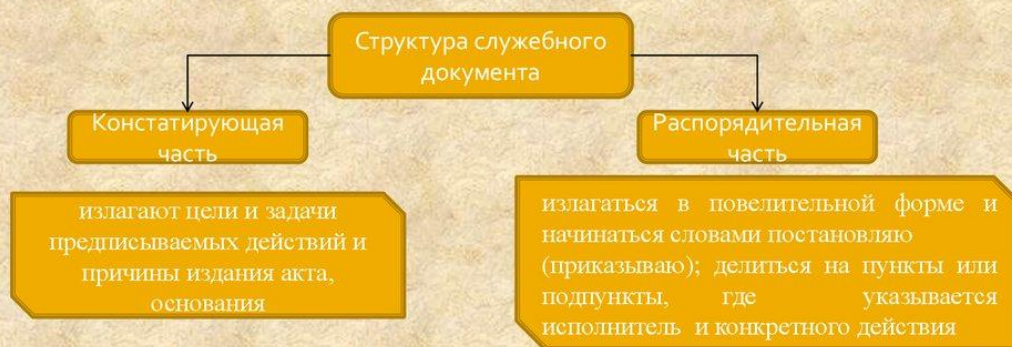 Структура служебного
документа
Констатирующая
часть
Распорядительная
часть
излагают цели и задачи
предписываемых действий и
причины издания акта,
основания
излагаться в повелительной форме и
начинаться словами постановляю
(приказываю); делиться на пункты или
подпункты, где указывается
исполнитель и конкретного действия